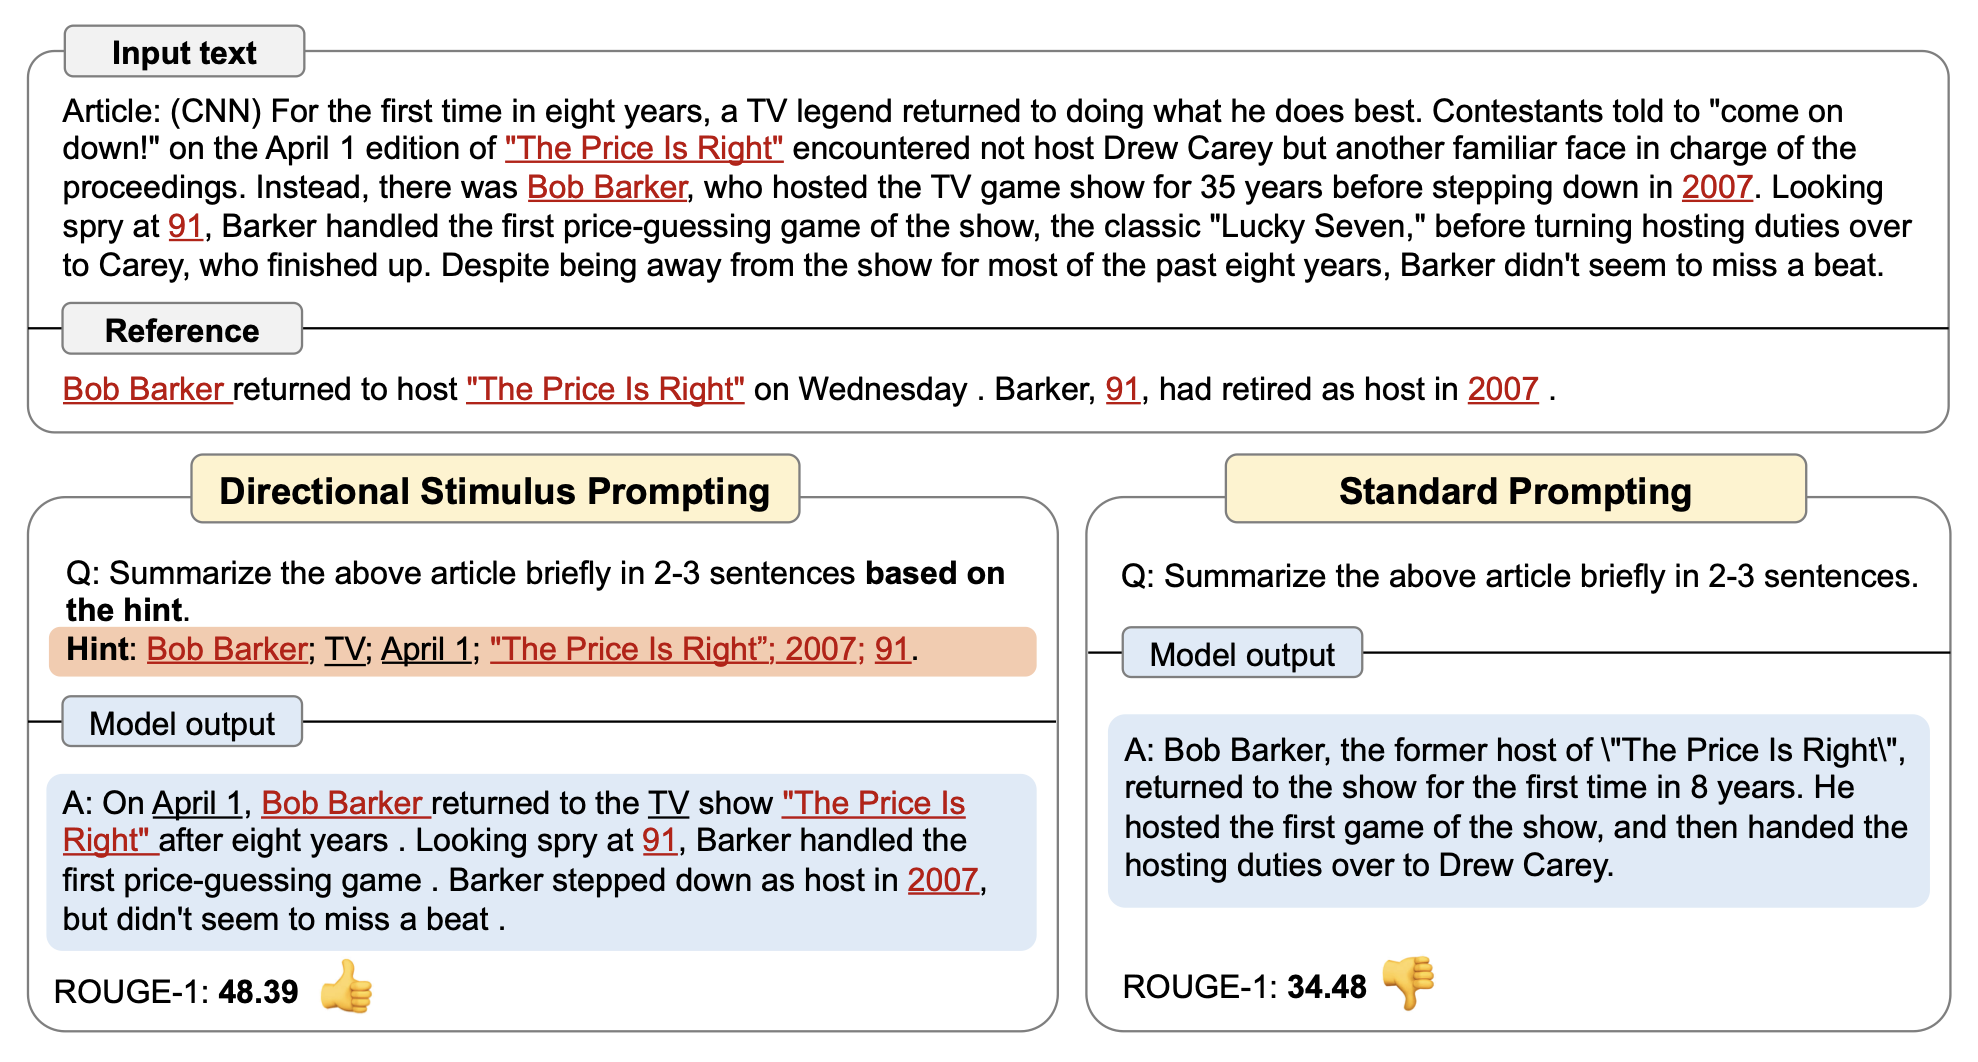 Input text
Article: (CNN) For the first time in eight years, a TV legend returned to doing what he does best. Contestants told to "come on
down!" on the April 1 edition of "The Price Is Right" encountered not host Drew Carey but another familiar face in charge of the
proceedings. Instead, there was Bob Barker, who hosted the TV game show for 35 years before stepping down in 2007. Looking
spry at 91, Barker handled the first price-guessing game of the show, the classic "Lucky Seven," before turning hosting duties over
to Carey, who finished up. Despite being away from the show for most of the past eight years, Barker didn't seem to miss a beat.
Reference
Bob Barker returned to host "The Price Is Right" on Wednesday . Barker, 91, had retired as host in 2007 .
Directional Stimulus Prompting
Q: Summarize the above article briefly in 2-3 sentences based on
the hint.
Hint: Bob Barker; TV; April 1; "The Price Is Right”; 2007; 91.
Model output
A: On April 1, Bob Barker returned to the TV show "The Price Is
Right" after eight years . Looking spry at 91, Barker handled the
first price-guessing game . Barker stepped down as host in 2007,
but didn't seem to miss a beat .
ROUGE-1: 48.39
Standard Prompting
Q: Summarize the above article briefly in 2-3 sentences.
Model output
A: Bob Barker, the former host of \"The Price Is Right\",
returned to the show for the first time in 8 years. He
hosted the first game of the show, and then handed the
hosting duties over to Drew Carey.
ROUGE-1: 34.48